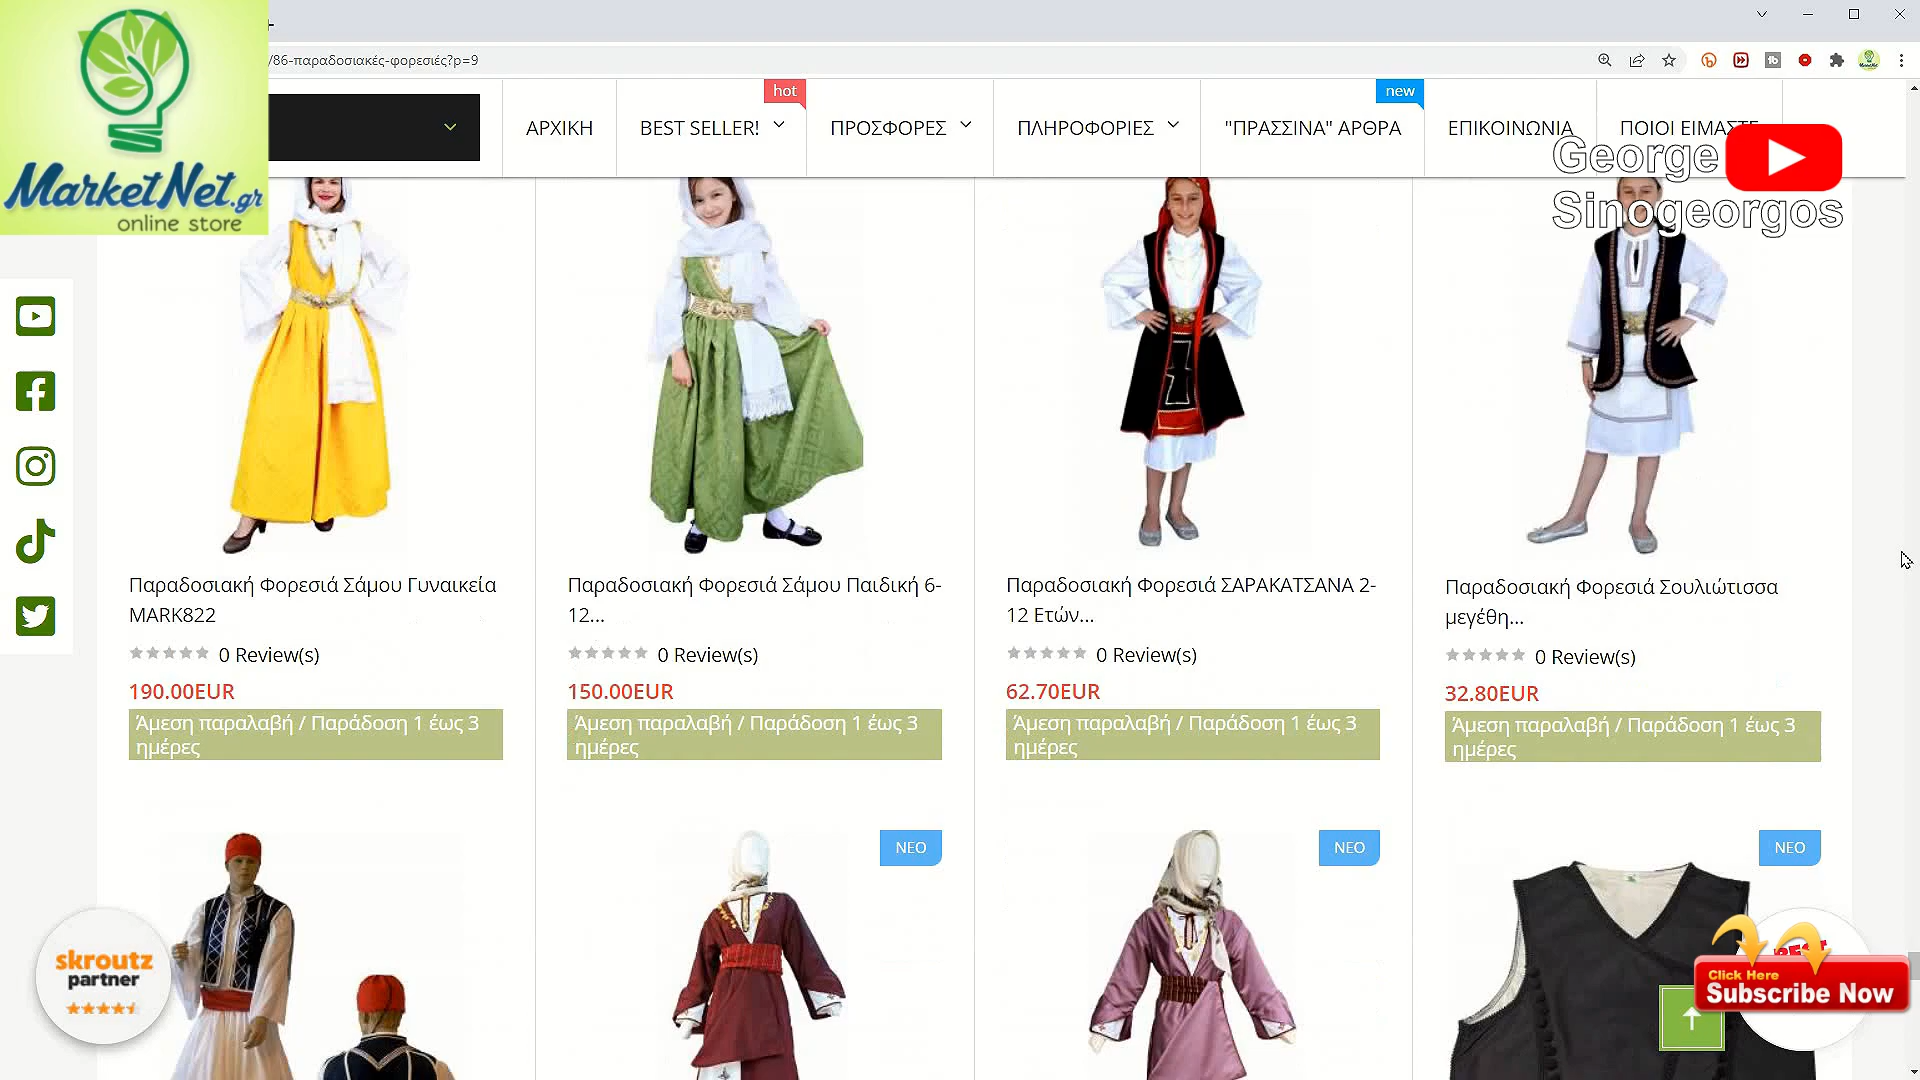 /86-παραδοσιακές-φορεσιές?p=9
MarketNet.gr
online store
hot
new
ΑΡΧΙΚΗ
BEST SELLER!
ΠΡΟΣΦΟΡΕΣ
ΠΛΗΡΟΦΟΡΙΕΣ
"ΠΡΑΣΣΙΝΑ" ΑΡΘΡΑ
ΕΠΙΚΟΙΝΩΝΙΑ
ΠΟΙΟΙ ΕΙΜΑΣΤΕ
George
Sinogeorgos
Παραδοσιακή Φορεσιά Σάμου Γυναικεία
MARK822
0 Review(s)
190.00EUR
Άμεση παραλαβή / Παράδοση 1 έως 3
ημέρες
Παραδοσιακή Φορεσιά Σάμου Παιδική 6-
12...
0 Review(s)
150.00EUR
Άμεση παραλαβή / Παράδοση 1 έως 3
ημέρες
Παραδοσιακή Φορεσιά ΣΑΡΑΚΑΤΣΑΝΑ 2-
12 Ετών...
0 Review(s)
62.70EUR
Άμεση παραλαβή / Παράδοση 1 έως 3
ημέρες
Παραδοσιακή Φορεσιά Σουλιώτισσα
μεγέθη...
0 Review(s)
32.80EUR
Άμεση παραλαβή / Παράδοση 1 έως 3
ημέρες
ΝΕΟ
ΝΕΟ
ΝΕΟ
skroutz
partner
BEST
Click Here
Subscribe Now